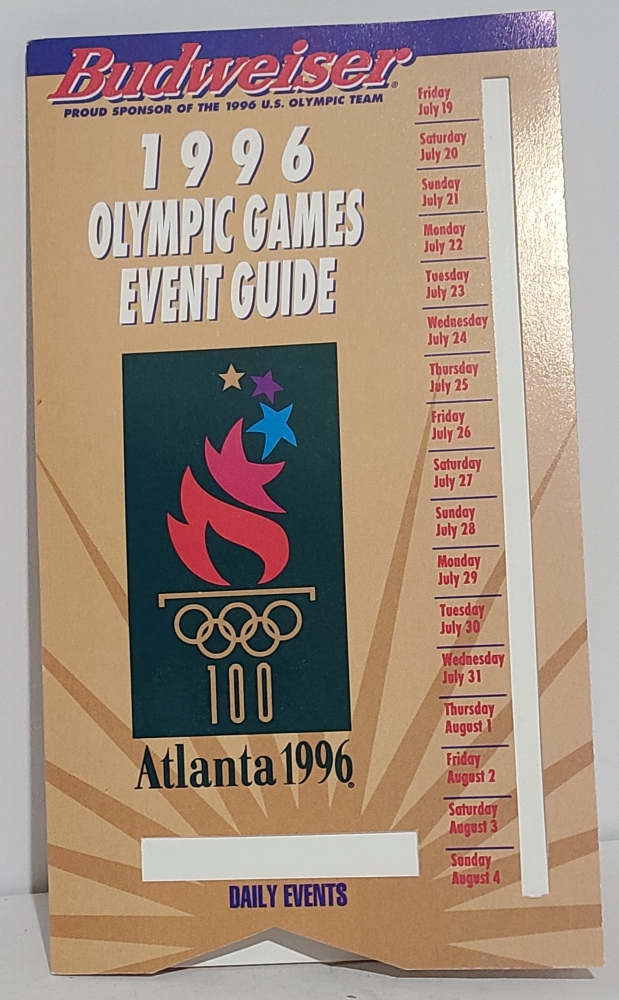 Budweiser®
PROUD SPONSOR OF THE 1996 U.S. OLYMPIC TEAM
1996
OLYMPIC GAMES
EVENT GUIDE
100
Atlanta 1996®
DAILY EVENTS
Friday
July 19
Saturday
July 20
Sunday
July 21
Monday
July 22
Tuesday
July 23
Wednesday
July 24
Thursday
July 25
Friday
July 26
Saturday
July 27
Sunday
July 28
Monday
July 29
Tuesday
July 30
Wednesday
July 31
Thursday
August 1
Friday
August 2
Saturday
August 3
Sunday
August 4